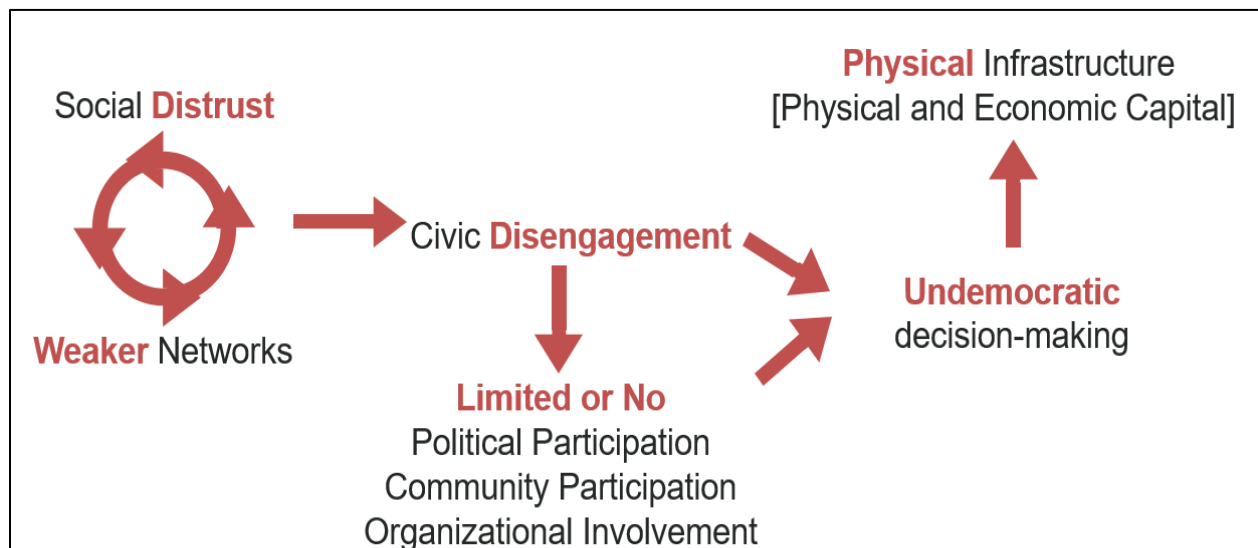 Social Distrust
Weaker Networks
Civic Disengagement
Limited or No
Political Participation
Community Participation
Organizational Involvement
Undemocratic
decision-making
Physical Infrastructure
[Physical and Economic Capital]